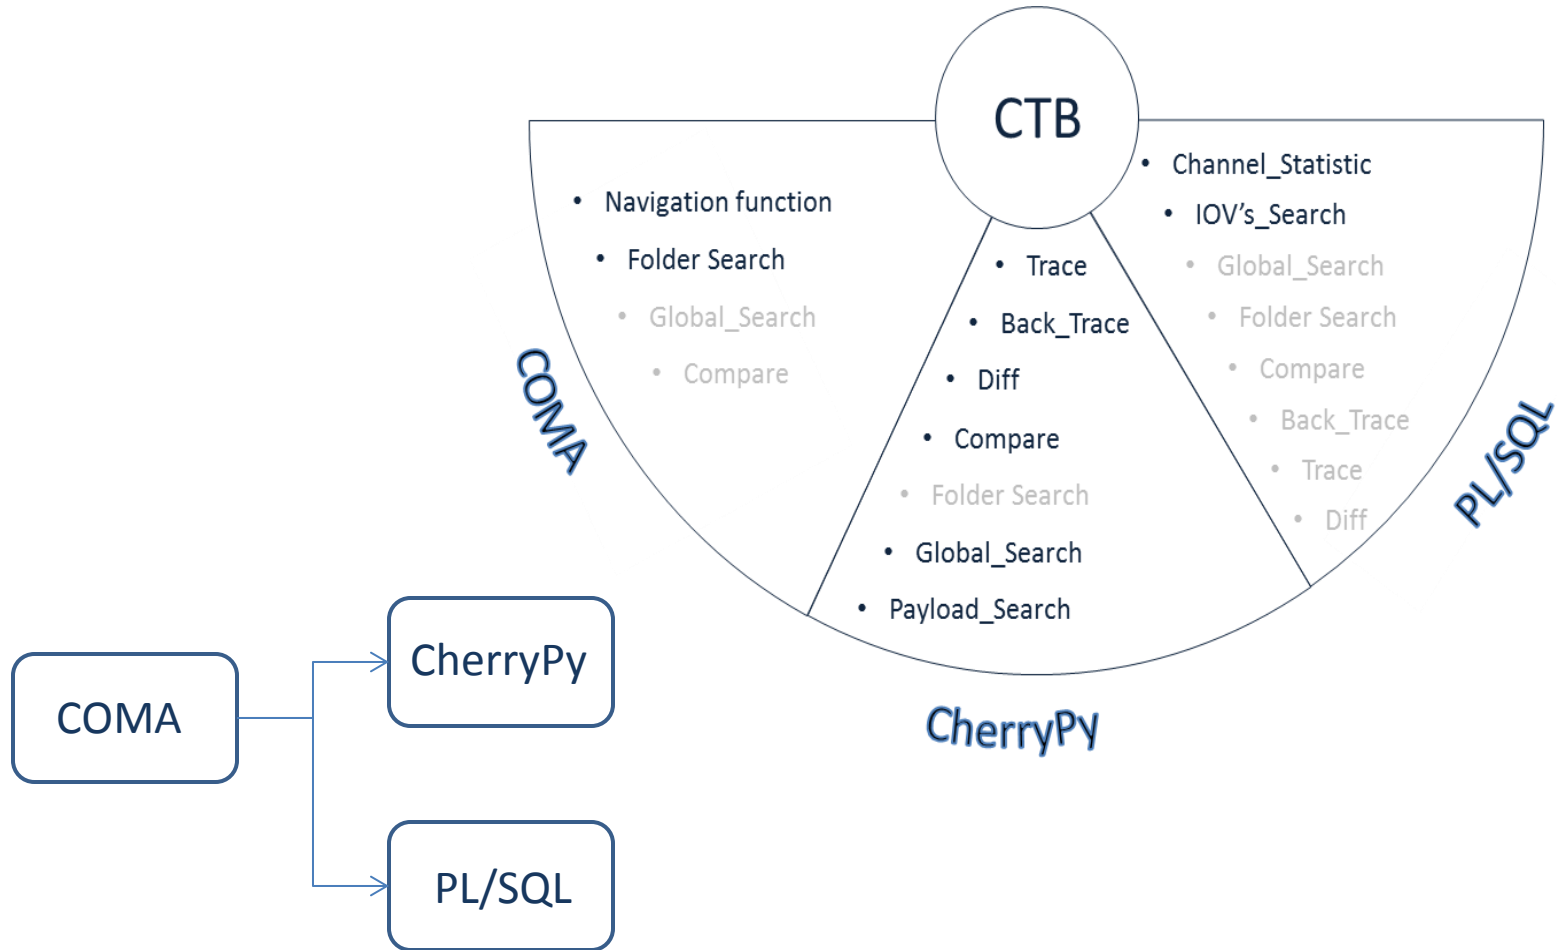 CTB
• Navigation function
• Folder Search
• Global_Search
• Compare
COMA
• Trace
• Back_Trace
• Diff
• Compare
• Folder Search
• Global_Search
• Payload_Search
CherryPy
• Channel_Statistic
• IOV’s_Search
• Global_Search
• Folder Search
• Compare
• Back_Trace
• Trace
• Diff
PL/SQL
COMA
CherryPy
PL/SQL